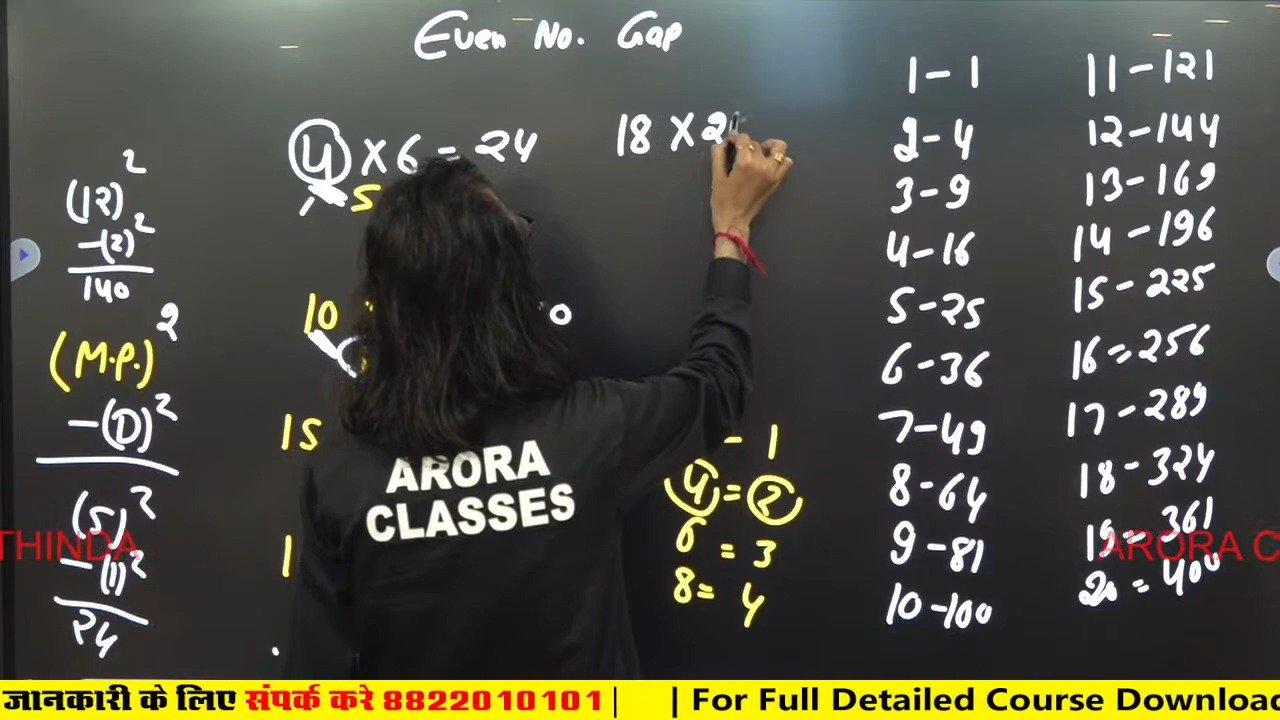 Even No. Gap
(12)²
-(2)²
140
(M.P.)²
-(D)²
(5)²
-(1)²
24
4 × 6 = 24
5
10
0
15
1
18 × 2
- 1
4 = 2
6 = 3
8 = 4
1 - 1
2 - 4
3 - 9
4 - 16
5 - 25
6 - 36
7 - 49
8 - 64
9 - 81
10 - 100
11 - 121
12 - 144
13 - 169
14 - 196
15 - 225
16 = 256
17 - 289
18 - 324
19 - 361
20 = 400
ARORA
CLASSES
THINDA
ARORA C
जानकारी के लिए संपर्क करे 8822010101 | | For Full Detailed Course Download